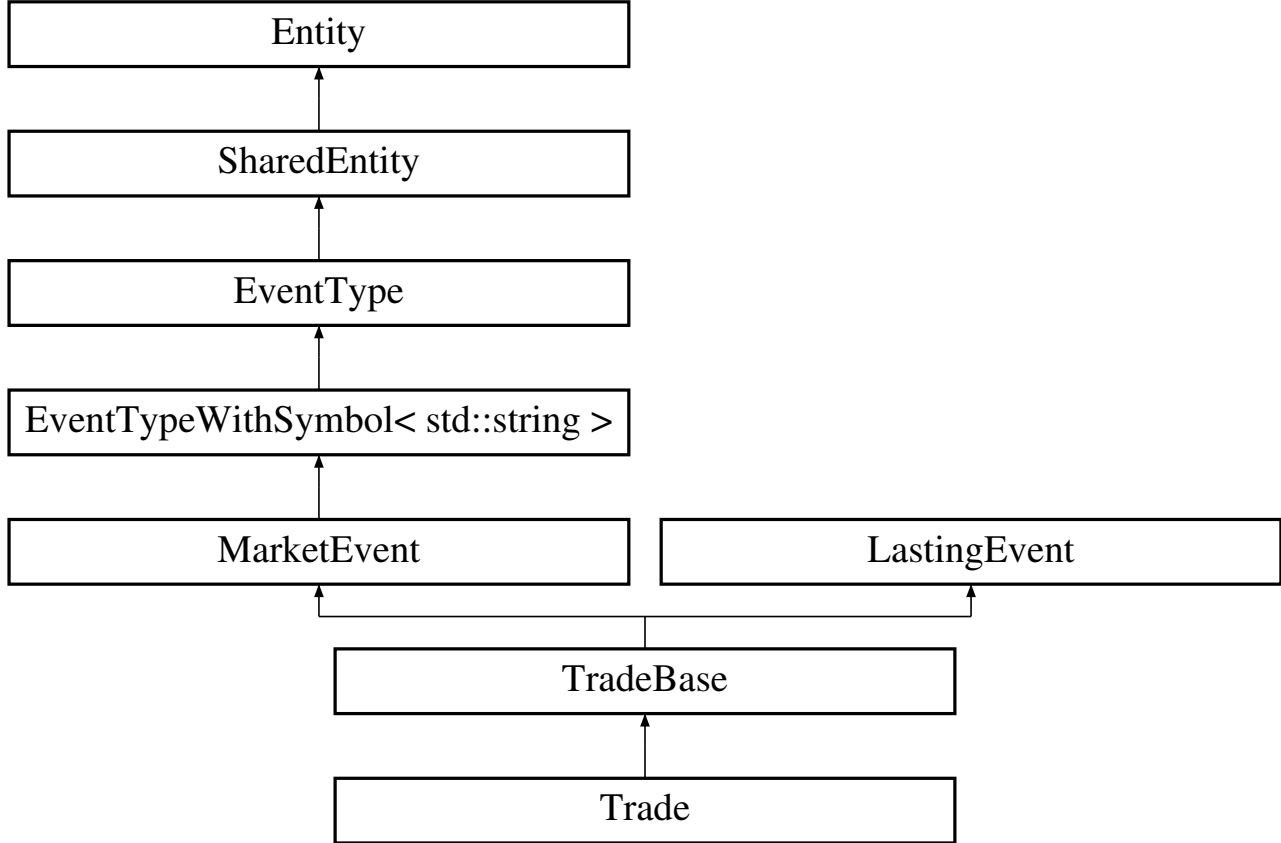 Entity
SharedEntity
EventType
EventTypeWithSymbol< std::string >
MarketEvent
LastingEvent
TradeBase
Trade